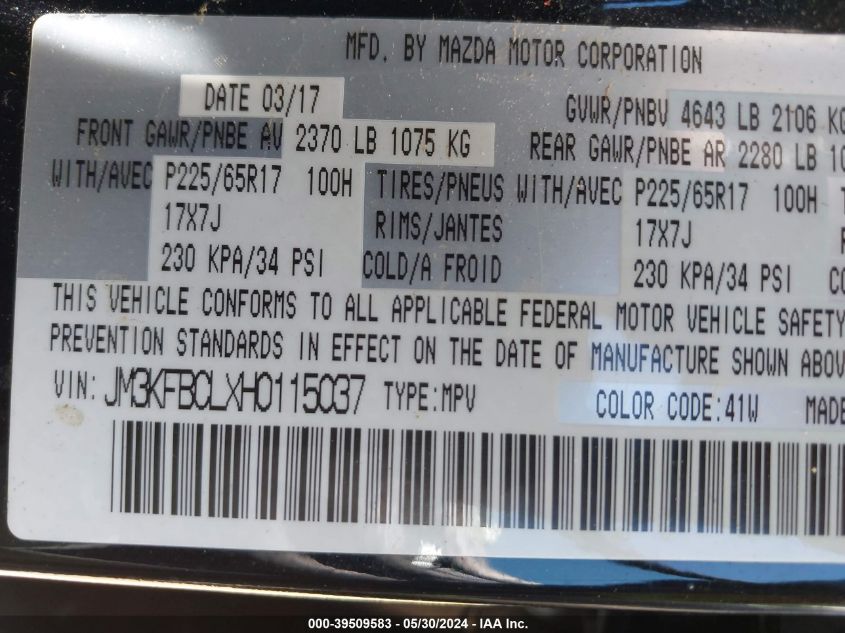 MFD. BY MAZDA MOTOR CORPORATION
DATE 03/17 GVWR/PNBV 4643 LB 2106 KG
FRONT GAWR/PNBE AV 2370 LB 1075 KG REAR GAWR/PNBE AR 2280 LB 10
WITH/AVEC P225/65R17 100H TIRES/PNEUS WITH/AVEC P225/65R17 100H T
17X7J RIMS/JANTES 17X7J R
230 KPA/34 PSI COLD/A FROID 230 KPA/34 PSI CO
THIS VEHICLE CONFORMS TO ALL APPLICABLE FEDERAL MOTOR VEHICLE SAFETY
PREVENTION STANDARDS IN EFFECT ON THE DATE OF MANUFACTURE SHOWN ABOV
VIN: JM3KFBCLXH0115037 TYPE:MPV COLOR CODE:41W MADE
000-39509583 - 05/30/2024 - IAA Inc.